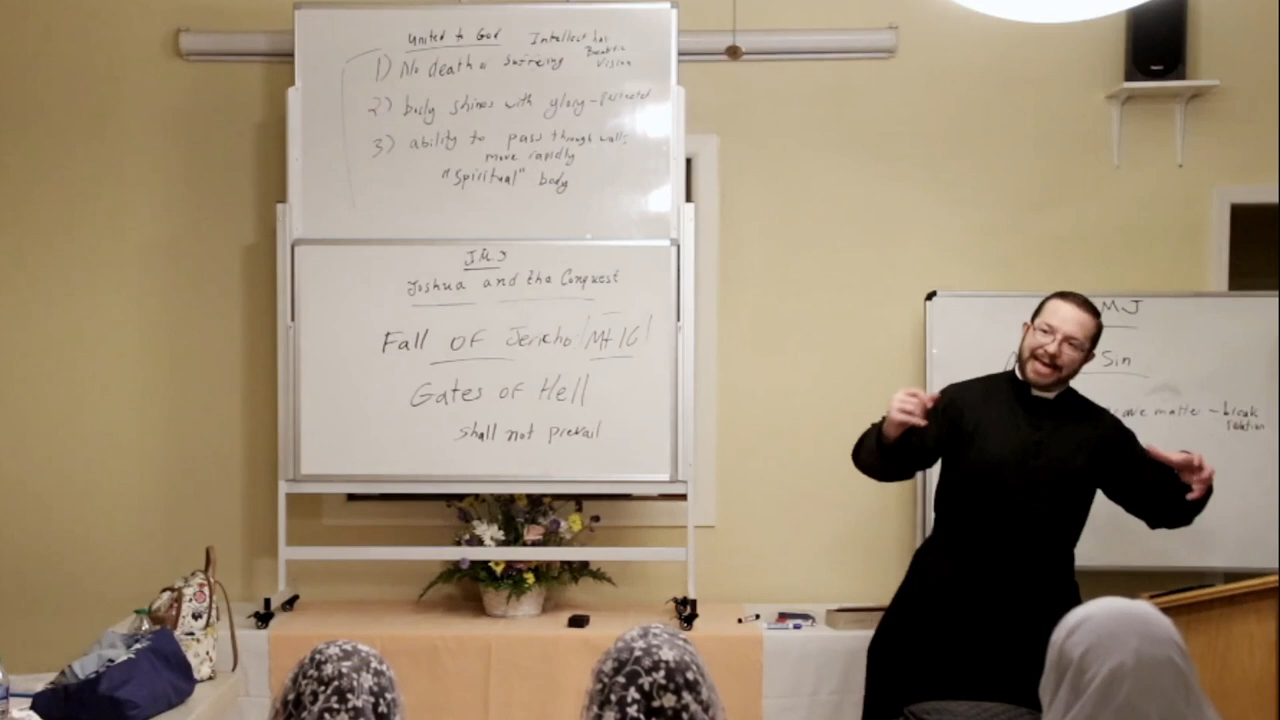 United to God Intellect has
Beatific
Vision
1) No death or suffering
2) body shines with glory -
3) ability to pass through walls
move rapidly
"Spiritual" body
J.M.J
Joshua and the Conquest
Fall OF Jericho Mt 16
Gates of Hell
shall not prevail
MJ
Sin
matter - break